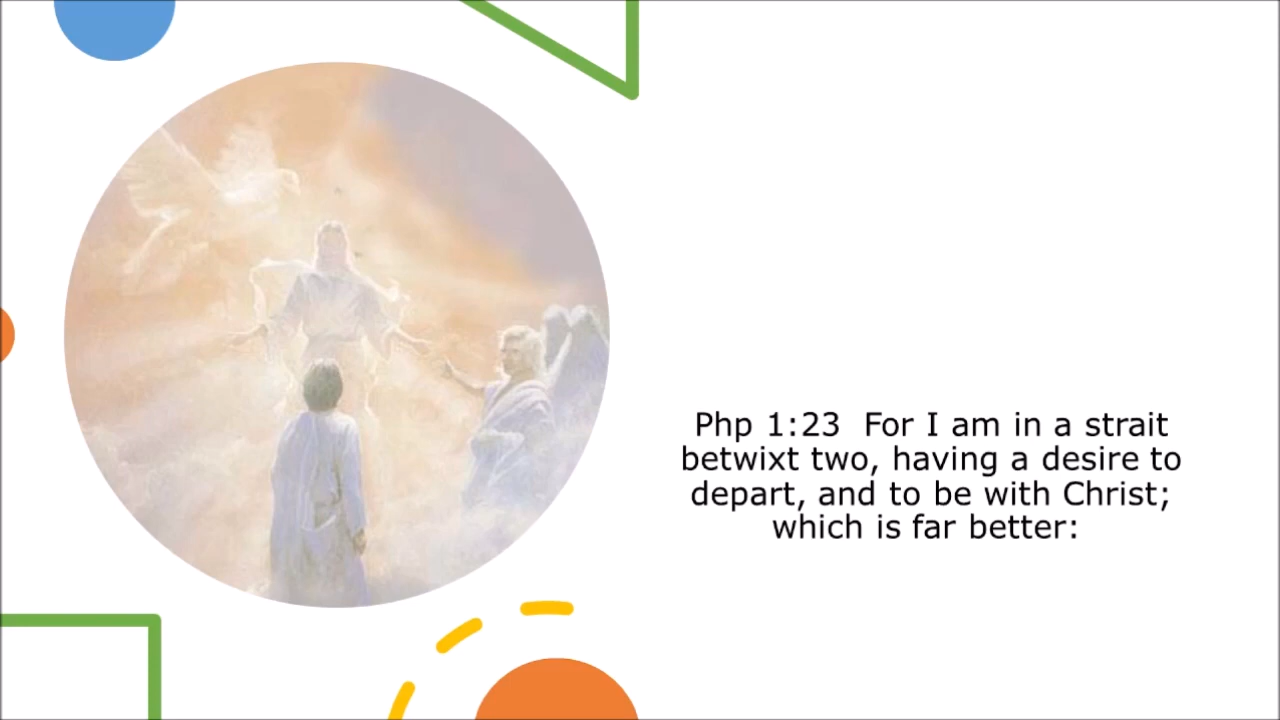 Php 1:23  For I am in a strait
betwixt two, having a desire to
depart, and to be with Christ;
which is far better: